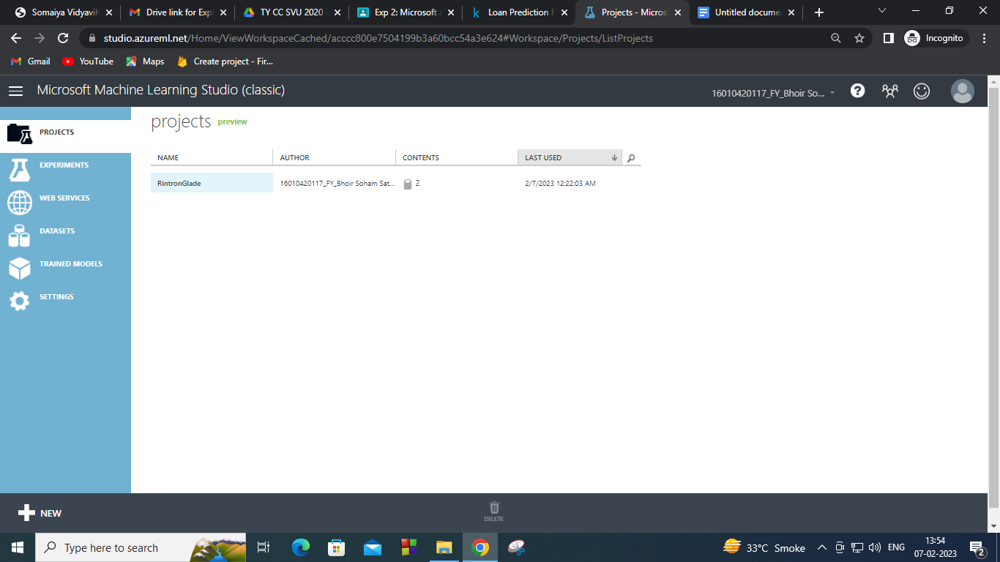 Somaiya Vidyavih
Drive link for Expt
TY CC SVU 2020
Exp 2: Microsoft A
Loan Prediction P
Projects - Microso
Untitled docume
studio.azureml.net/Home/ViewWorkspaceCached/acccc800e7504199b3a60bcc54a3e624#Workspace/Projects/ListProjects
Incognito
Gmail
YouTube
Maps
Create project - Fir...
Microsoft Machine Learning Studio (classic)
16010420117_FY_Bhoir So...
projects preview
PROJECTS
EXPERIMENTS
WEB SERVICES
DATASETS
TRAINED MODELS
SETTINGS
NAME AUTHOR CONTENTS LAST USED
RintronGlade 16010420117_FY_Bhoir Soham Sat... 2 2/7/2023 12:22:03 AM
NEW
DELETE
Type here to search
33°C Smoke
ENG
13:54
07-02-2023
2